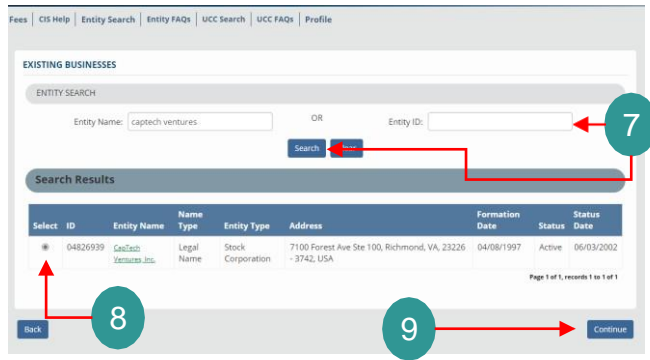 Fees | CIS Help | Entity Search | Entity FAQs | UCC Search | UCC FAQs | Profile
EXISTING BUSINESSES
ENTITY SEARCH
Entity Name: captech ventures OR Entity ID:
7
Search
Search Results
Select ID Entity Name Name Type Entity Type Address Formation Date Status Status Date
04826939 CapTech Ventures, Inc. Legal Name Stock Corporation 7100 Forest Ave Ste 100, Richmond, VA, 23226 - 3742, USA 04/08/1997 Active 06/03/2002
Page 1 of 1, records 1 to 1 of 1
8
9
Back Continue